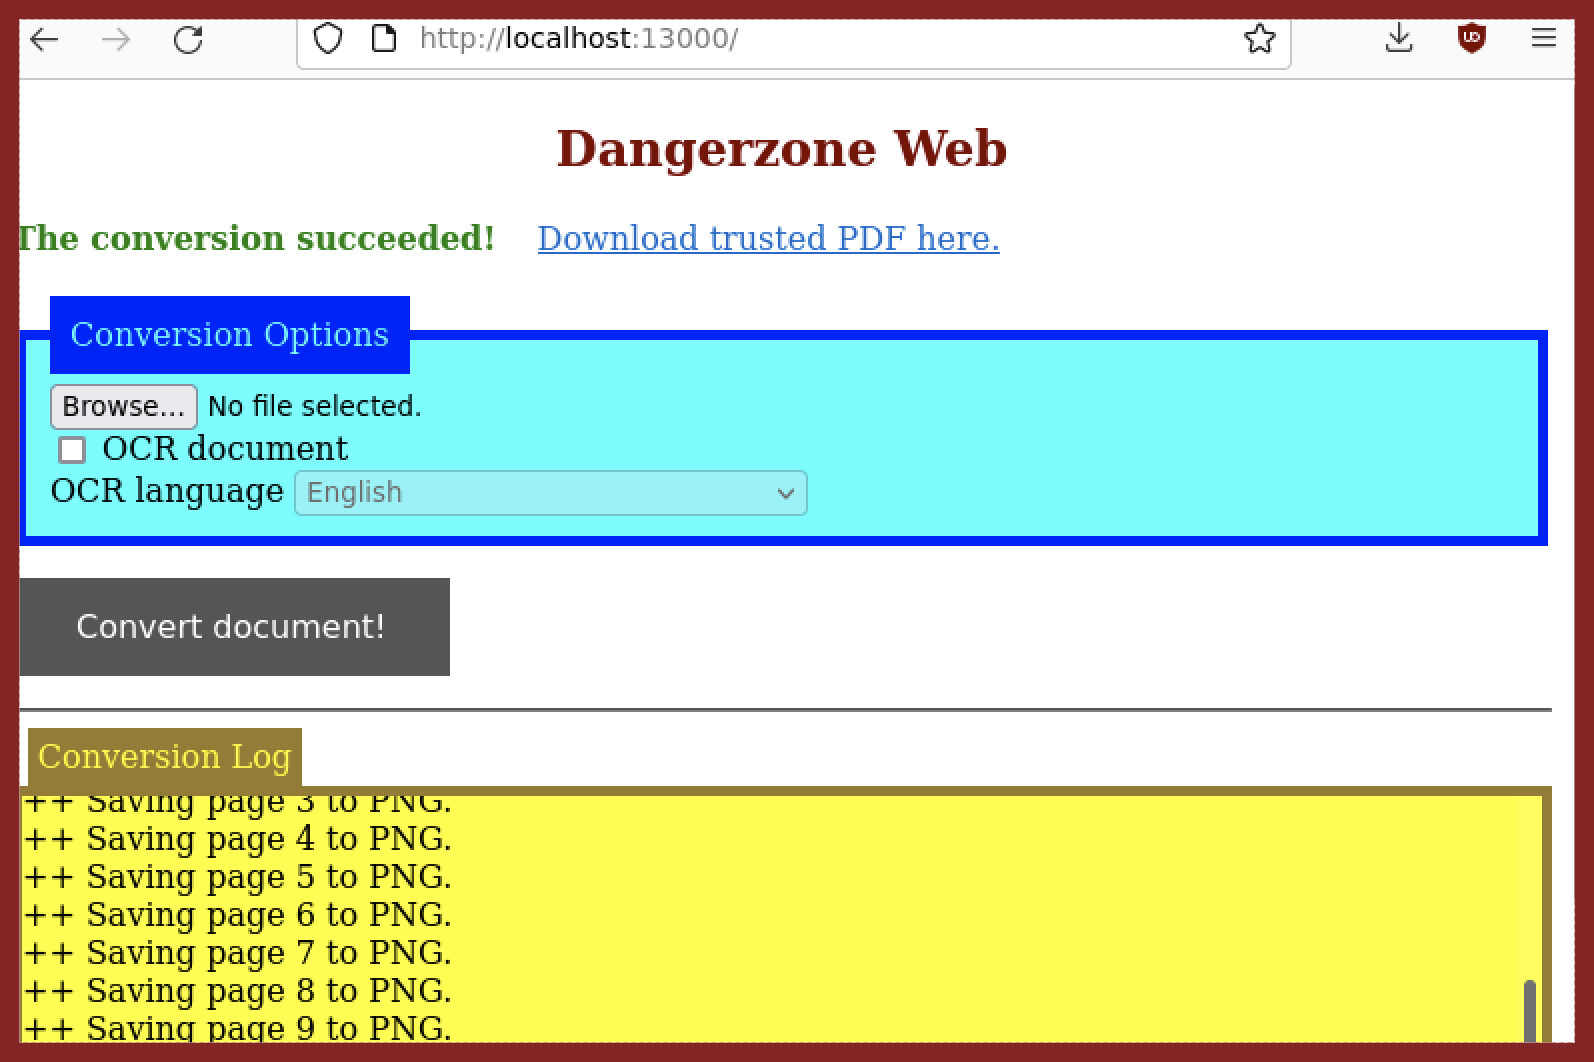 http://localhost:13000/
Dangerzone Web
The conversion succeeded! Download trusted PDF here.
Conversion Options
Browse... No file selected.
OCR document
OCR language English
Convert document!
Conversion Log
++ Saving page 3 to PNG.
++ Saving page 4 to PNG.
++ Saving page 5 to PNG.
++ Saving page 6 to PNG.
++ Saving page 7 to PNG.
++ Saving page 8 to PNG.
++ Saving page 9 to PNG.